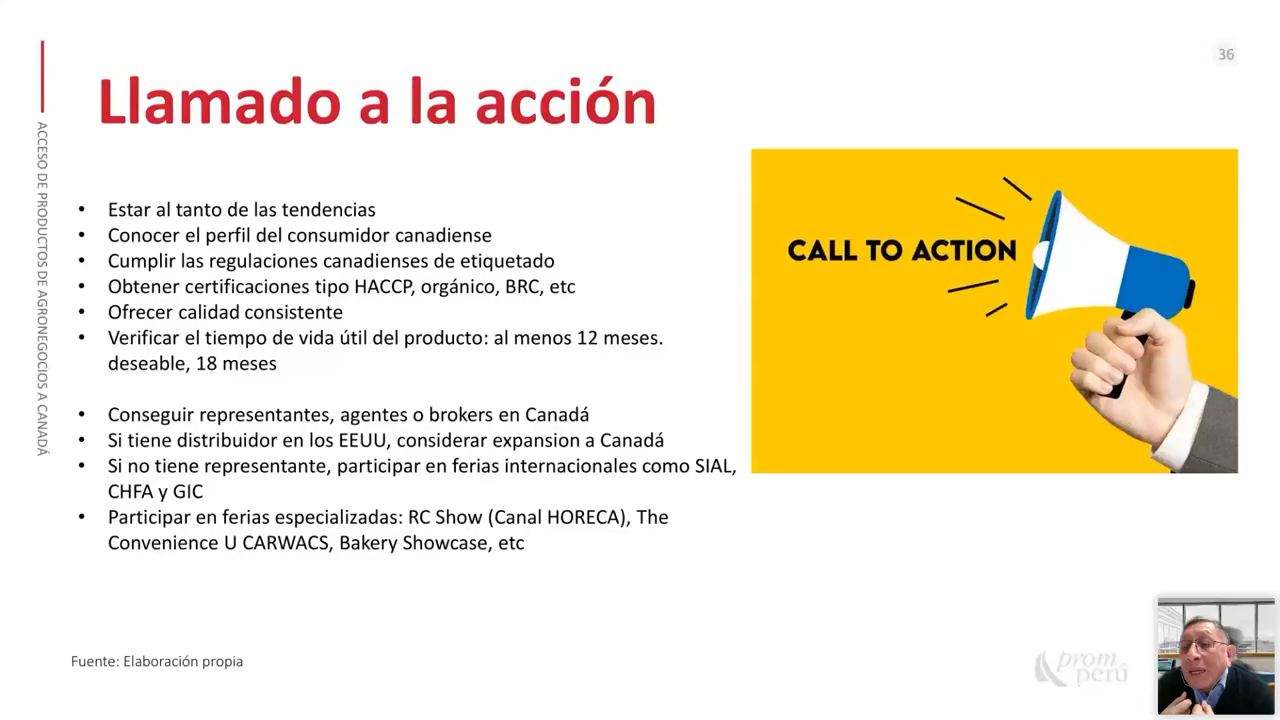 36
Llamado a la acción
ACCESO DE PRODUCTOS DE AGRONEGOCIOS A CANADÁ
• Estar al tanto de las tendencias
• Conocer el perfil del consumidor canadiense
• Cumplir las regulaciones canadienses de etiquetado
• Obtener certificaciones tipo HACCP, orgánico, BRC, etc
• Ofrecer calidad consistente
• Verificar el tiempo de vida útil del producto: al menos 12 meses.
deseable, 18 meses
• Conseguir representantes, agentes o brokers en Canadá
• Si tiene distribuidor en los EEUU, considerar expansion a Canadá
• Si no tiene representante, participar en ferias internacionales como SIAL,
CHFA y GIC
• Participar en ferias especializadas: RC Show (Canal HORECA), The
Convenience U CARWACS, Bakery Showcase, etc
CALL TO ACTION
Fuente: Elaboración propia
prom
perú